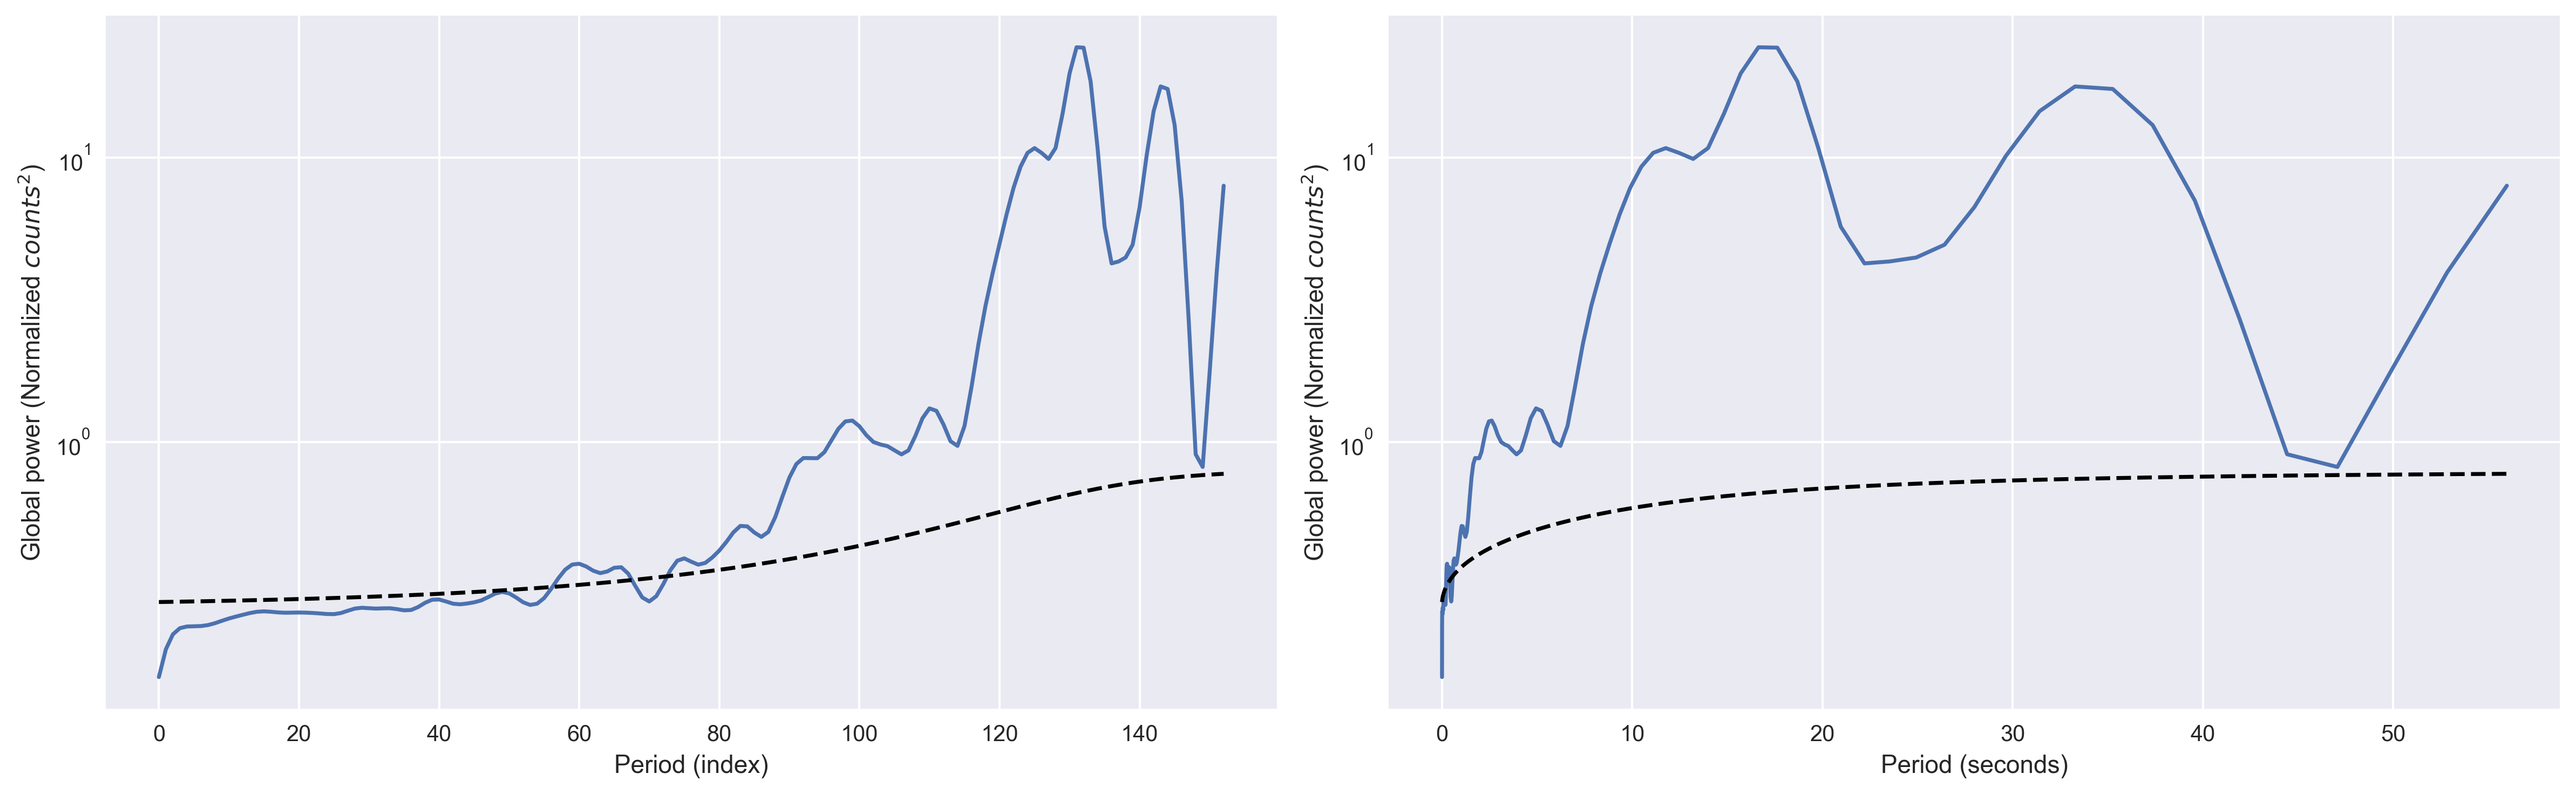 Global power (Normalized counts²)
10¹
10⁰
0 20 40 60 80 100 120 140
Period (index)
Global power (Normalized counts²)
10¹
10⁰
0 10 20 30 40 50
Period (seconds)